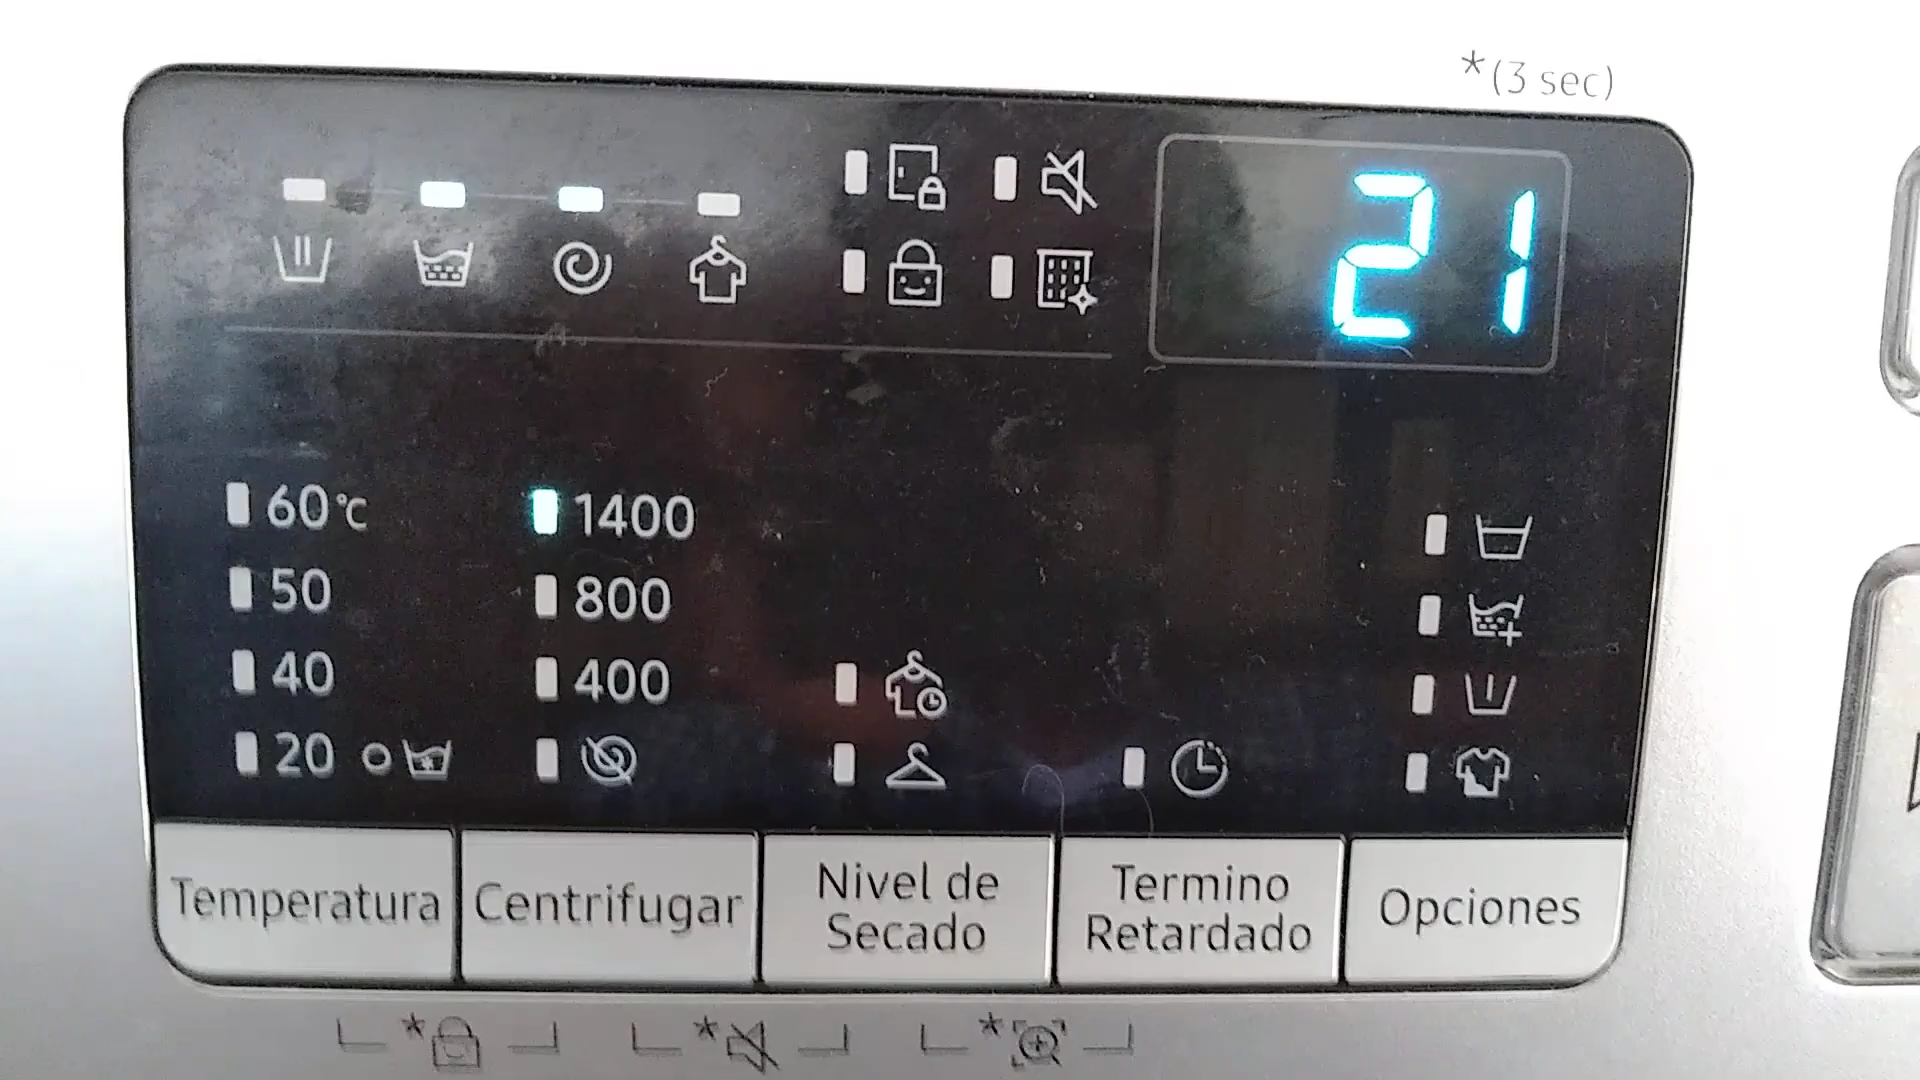 *(3 sec)
21
60℃ 1400
50 800
40 400
20
Temperatura
Centrifugar
Nivel de
Secado
Termino
Retardado
Opciones
* * *